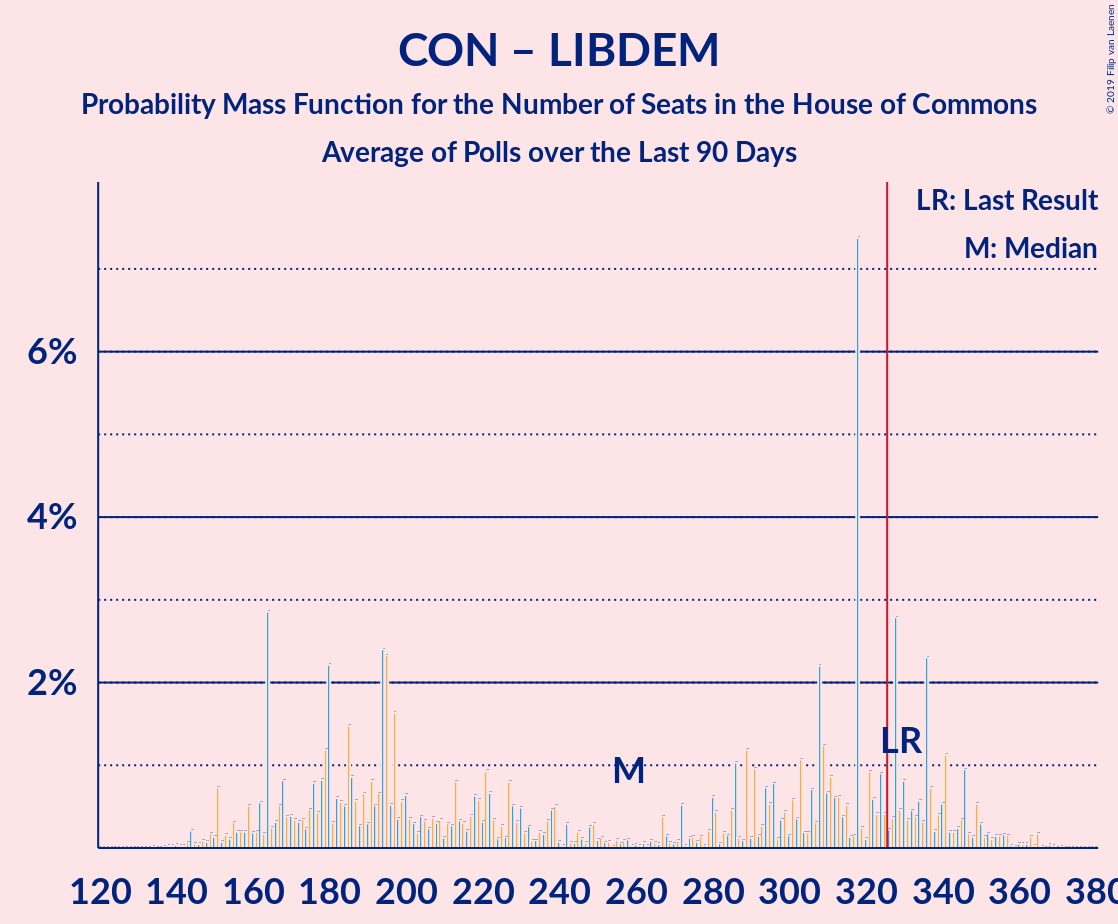 CON – LIBDEM
Probability Mass Function for the Number of Seats in the House of Commons
Average of Polls over the Last 90 Days
© 2019 Filip van Laenen
LR: Last Result
M: Median
6%
4%
2%
LR
M
120 140 160 180 200 220 240 260 280 300 320 340 360 380